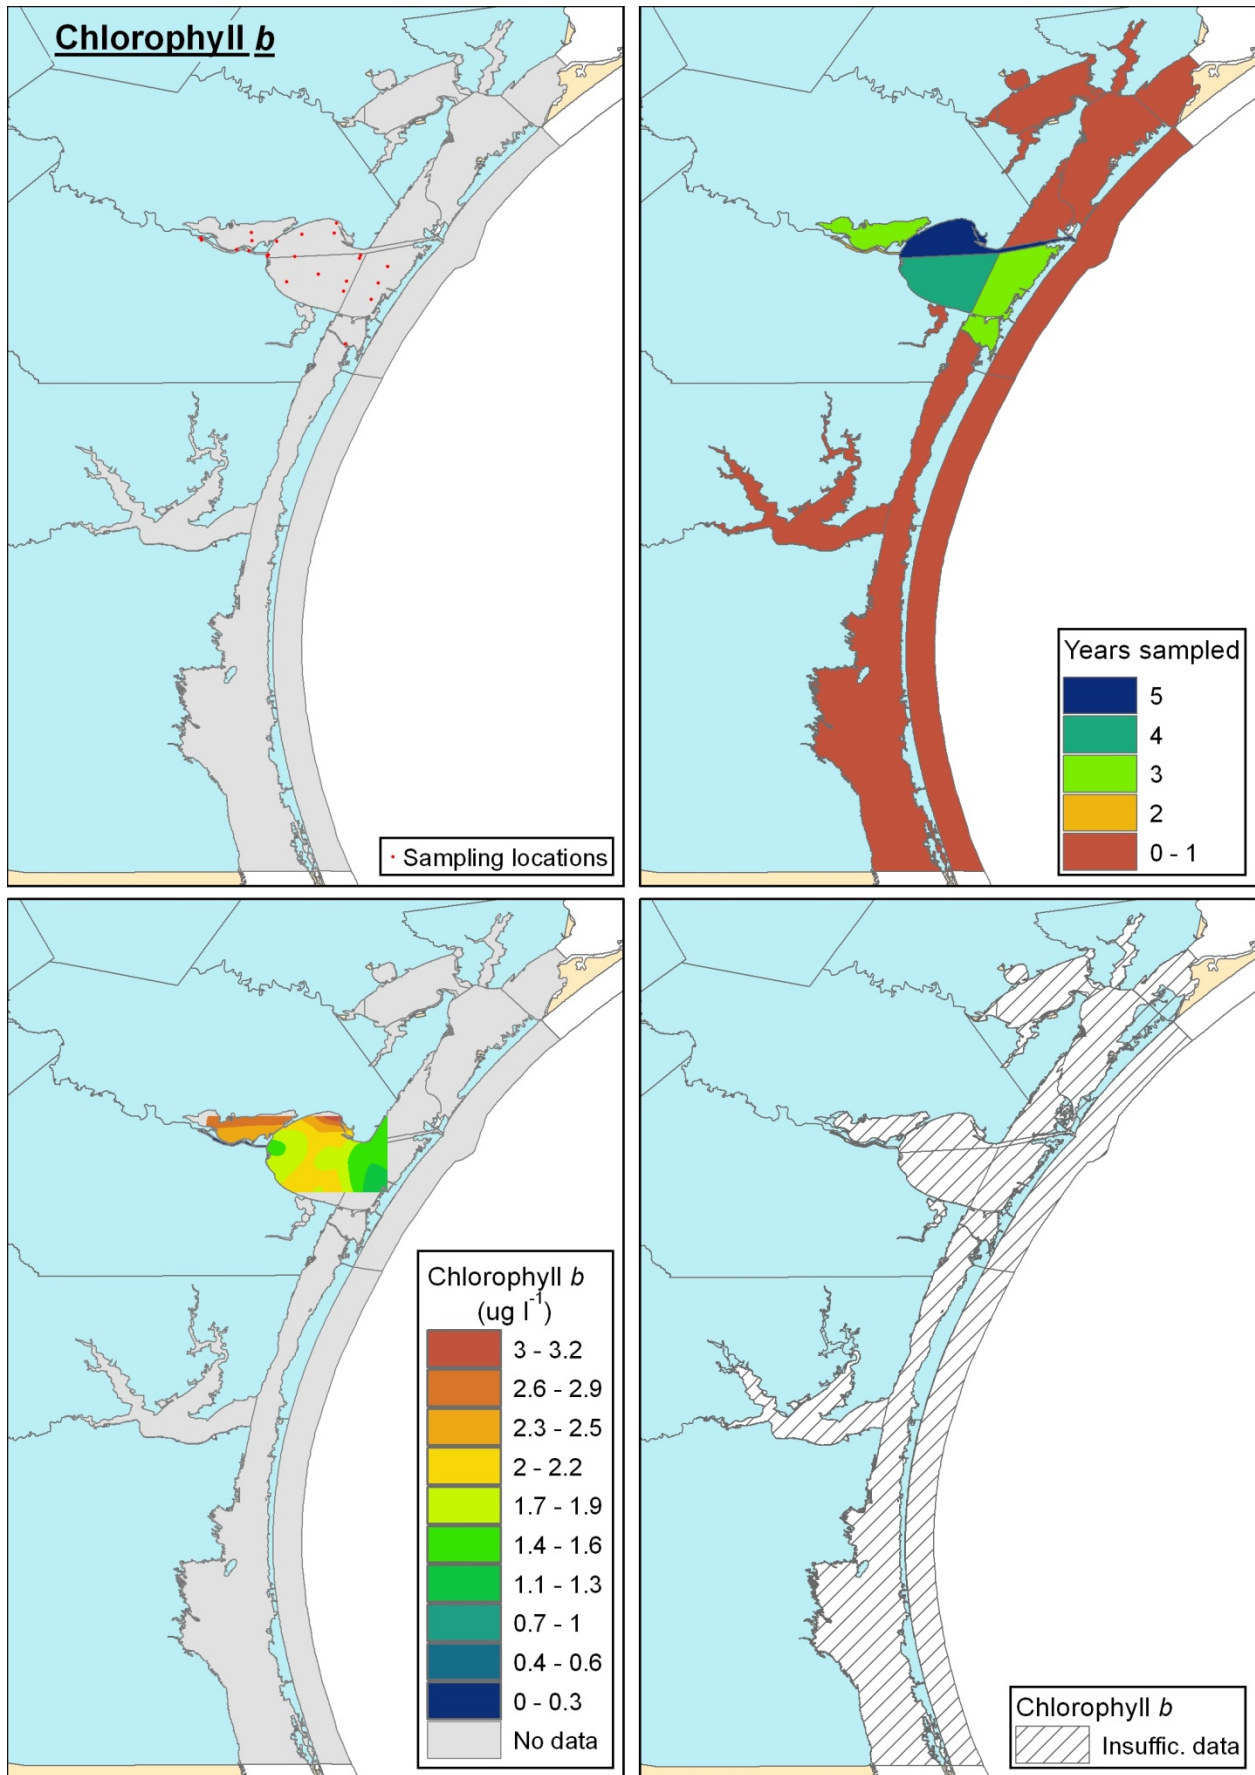 Chlorophyll b
Sampling locations
Years sampled
5
4
3
2
0 - 1
Chlorophyll b
(ug l⁻¹)
3 - 3.2
2.6 - 2.9
2.3 - 2.5
2 - 2.2
1.7 - 1.9
1.4 - 1.6
1.1 - 1.3
0.7 - 1
0.4 - 0.6
0 - 0.3
No data
Chlorophyll b
Insuffic. data